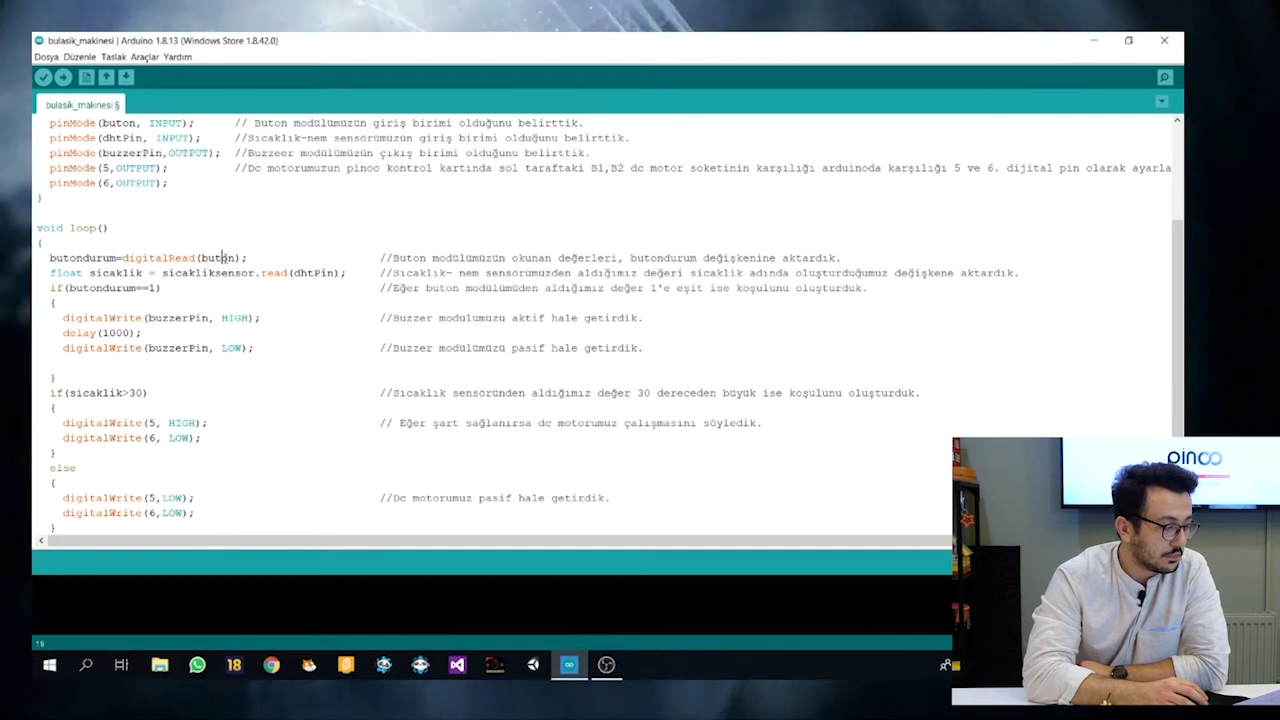 bulasik_makinesi | Arduino 1.8.13 (Windows Store 1.8.42.0)
Dosya Düzenle Taslak Araçlar Yardım
bulasik_makinesi §
pinMode(buton, INPUT); // Buton modülümüzün giriş birimi olduğunu belirttik.
pinMode(dhtPin, INPUT); //Sıcaklık-nem sensörümüzün giriş birimi olduğunu belirttik.
pinMode(buzzerPin,OUTPUT); //Buzzeer modülümüzün çıkış birimi olduğunu belirttik.
pinMode(5,OUTPUT); //Dc motorumuzun pinoo kontrol kartında sol taraftaki B1,B2 dc motor soketinin karşılığı arduinoda karşılığı 5 ve 6. dijital pin olarak ayarla
pinMode(6,OUTPUT);
}
void loop()
{
butondurum=digitalRead(buton); //Buton modülümüzün okunan değerleri, butondurum değişkenine aktardık.
float sicaklik = sicakliksensor.read(dhtPin); //Sıcaklık- nem sensörümüzden aldığımız değeri sicaklik adında oluşturduğumuz değişkene aktardık.
if(butondurum==1) //Eğer buton modülümüden aldığımız değer 1'e eşit ise koşulunu oluşturduk.
{
digitalWrite(buzzerPin, HIGH); //Buzzer modülümüzü aktif hale getirdik.
delay(1000);
digitalWrite(buzzerPin, LOW); //Buzzer modülümüzü pasif hale getirdik.
}
if(sicaklik>30) //Sıcaklık sensöründen aldığımız değer 30 dereceden büyük ise koşulunu oluşturduk.
{
digitalWrite(5, HIGH); // Eğer şart sağlanırsa dc motorumuz çalışmasını söyledik.
digitalWrite(6, LOW);
}
else
{
digitalWrite(5,LOW); //Dc motorumuz pasif hale getirdik.
digitalWrite(6,LOW);
}
pinoo
18